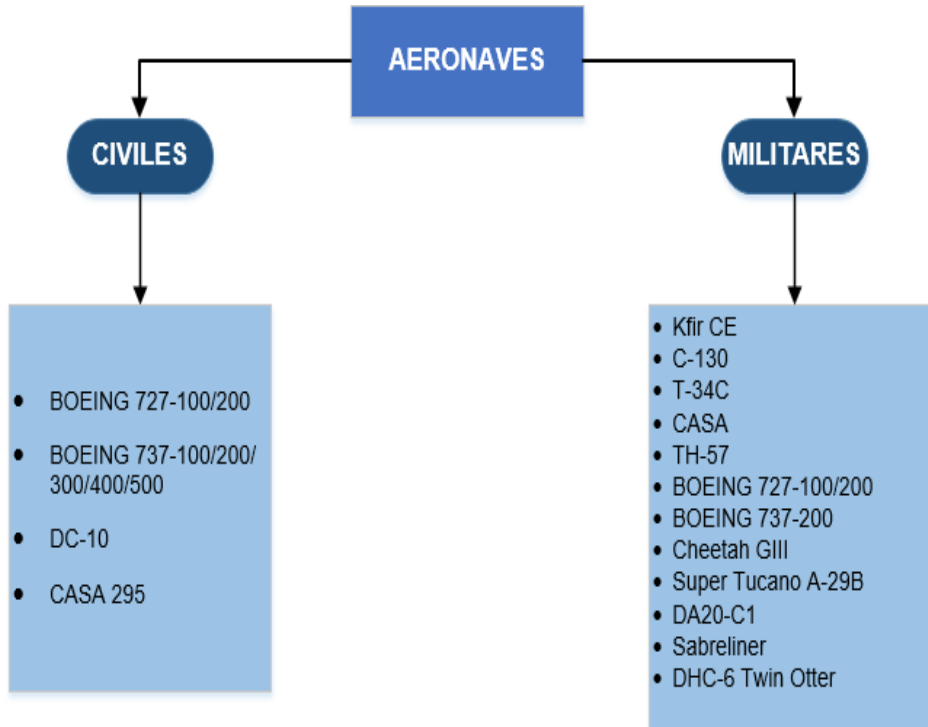 AERONAVES
CIVILES
MILITARES
• BOEING 727-100/200
• BOEING 737-100/200/
300/400/500
• DC-10
• CASA 295
• Kfir CE
• C-130
• T-34C
• CASA
• TH-57
• BOEING 727-100/200
• BOEING 737-200
• Cheetah GIII
• Super Tucano A-29B
• DA20-C1
• Sabreliner
• DHC-6 Twin Otter